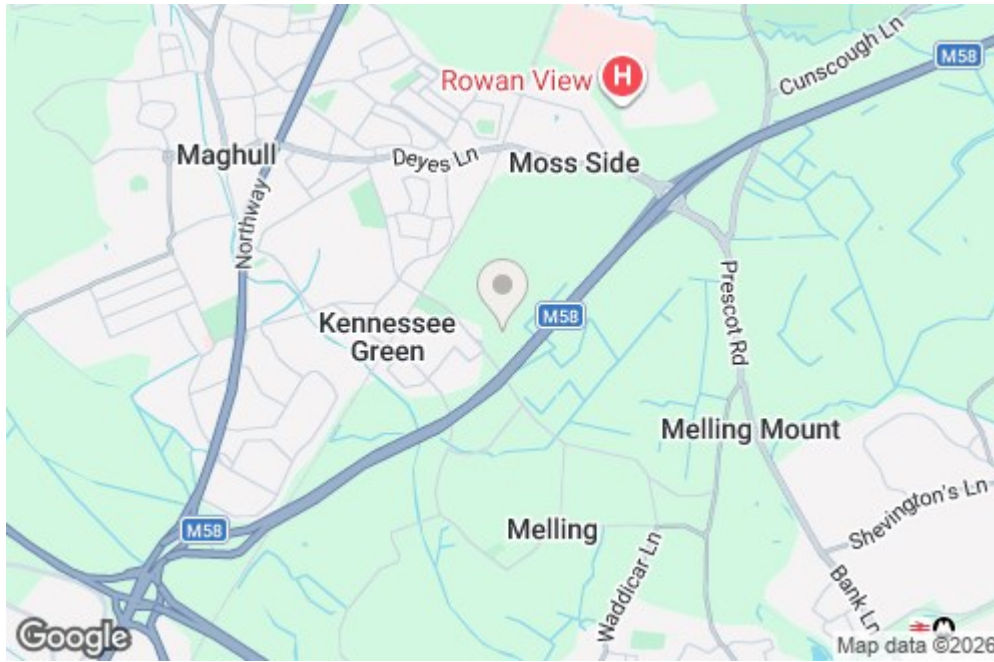 M58
Cunscough Ln
Rowan View
H
Maghull
Deyes Ln
Moss Side
Northway
Prescot Rd
M58
Kennessee
Green
Melling Mount
M58
Melling
Shevington's Ln
Waddicar Ln
Bank Ln
Google
Map data ©2026